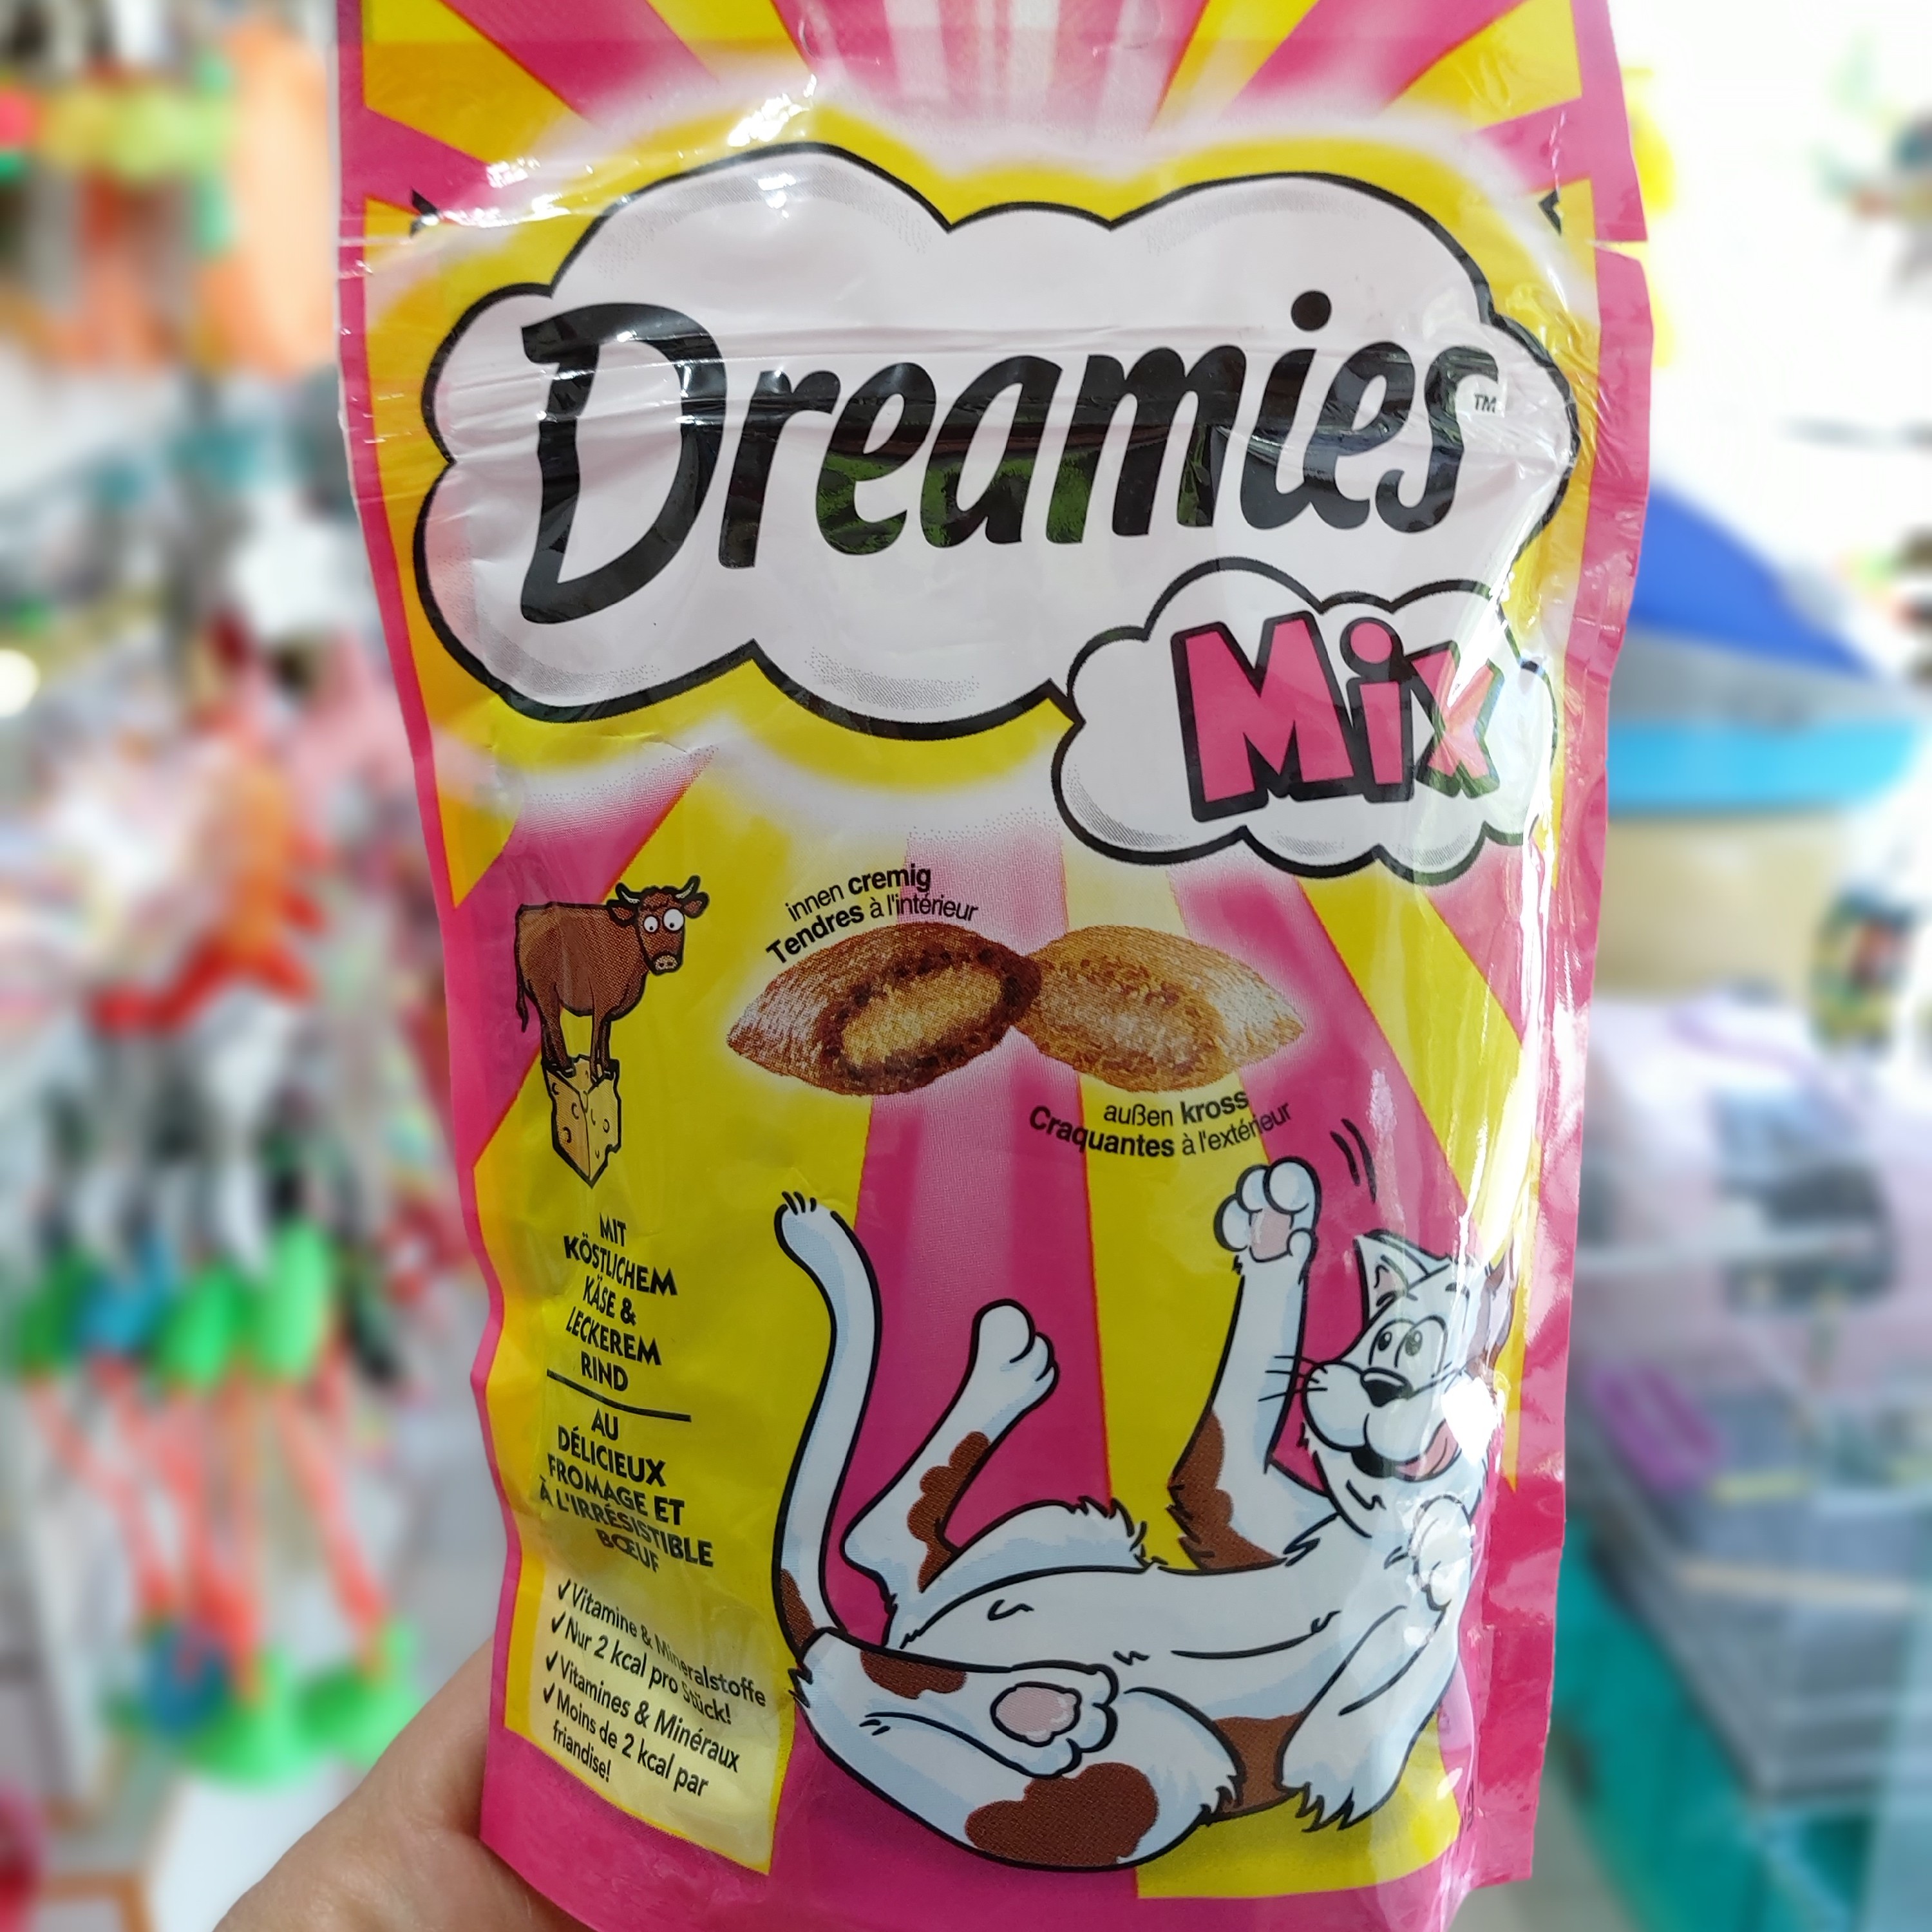 Dreamies™
Mix
innen cremig
Tendres à l'intérieur
außen kross
Craquantes à l'extérieur
MIT
KÖSTLICHEM
KÄSE &
LECKEREM
RIND
AU
DÉLICIEUX
FROMAGE ET
À L'IRRÉSISTIBLE
BŒUF
✓Vitamine & Mineralstoffe
✓Nur 2 kcal pro Stück!
✓Vitamines & Minéraux
✓Moins de 2 kcal par
friandise!